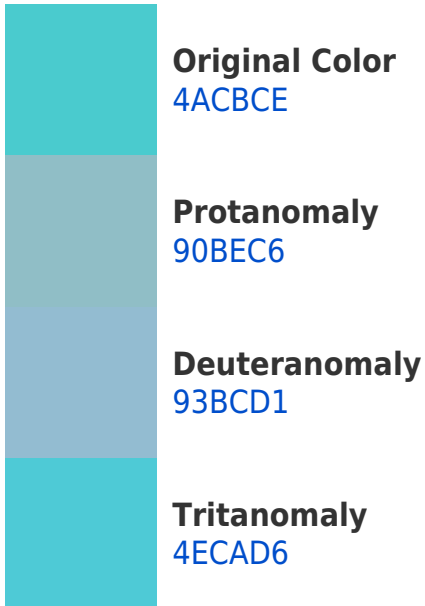 Original Color
4ACBCE
Protanomaly
90BEC6
Deuteranomaly
93BCD1
Tritanomaly
4ECAD6